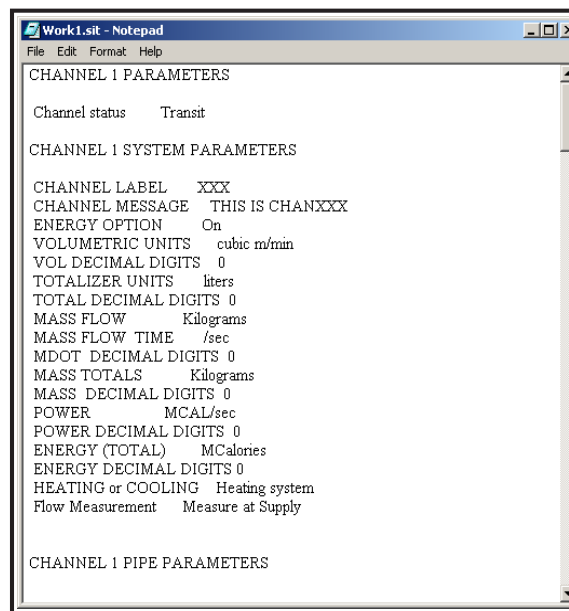 Work1.sit - Notepad
File Edit Format Help
CHANNEL 1 PARAMETERS
Channel status Transit
CHANNEL 1 SYSTEM PARAMETERS
CHANNEL LABEL XXX
CHANNEL MESSAGE THIS IS CHANXXX
ENERGY OPTION On
VOLUMETRIC UNITS cubic m/min
VOL DECIMAL DIGITS 0
TOTALIZER UNITS liters
TOTAL DECIMAL DIGITS 0
MASS FLOW Kilograms
MASS FLOW TIME /sec
MDOT DECIMAL DIGITS 0
MASS TOTALS Kilograms
MASS DECIMAL DIGITS 0
POWER MCAL/sec
POWER DECIMAL DIGITS 0
ENERGY (TOTAL) MCalories
ENERGY DECIMAL DIGITS 0
HEATING or COOLING Heating system
Flow Measurement Measure at Supply
CHANNEL 1 PIPE PARAMETERS